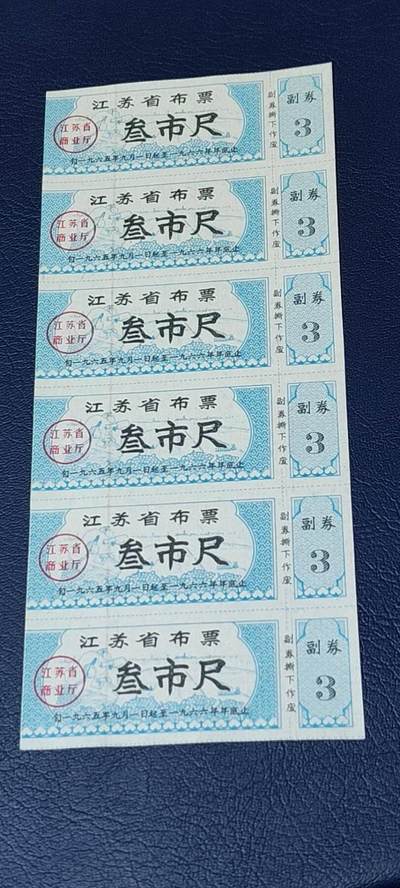 江苏省布票
江苏省
商业厅
叁市尺
自一九六五年九月一日起至一九六六年年底止
副券撕下作废
副券
3
江苏省布票
江苏省
商业厅
叁市尺
自一九六五年九月一日起至一九六六年年底止
副券撕下作废
副券
3
江苏省布票
江苏省
商业厅
叁市尺
自一九六五年九月一日起至一九六六年年底止
副券撕下作废
副券
3
江苏省布票
江苏省
商业厅
叁市尺
自一九六五年九月一日起至一九六六年年底止
副券撕下作废
副券
3
江苏省布票
江苏省
商业厅
叁市尺
自一九六五年九月一日起至一九六六年年底止
副券撕下作废
副券
3
江苏省布票
江苏省
商业厅
叁市尺
自一九六五年九月一日起至一九六六年年底止
副券撕下作废
副券
3